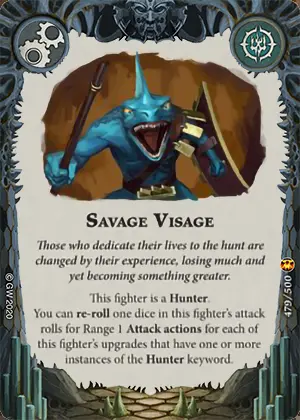 SAVAGE VISAGE
Those who dedicate their lives to the hunt are
changed by their experience, losing much and
yet becoming something greater.
This fighter is a Hunter.
You can re-roll one dice in this fighter's attack
rolls for Range 1 Attack actions for each of
this fighter's upgrades that have one or more
instances of the Hunter keyword.
© GW 2020
479/500